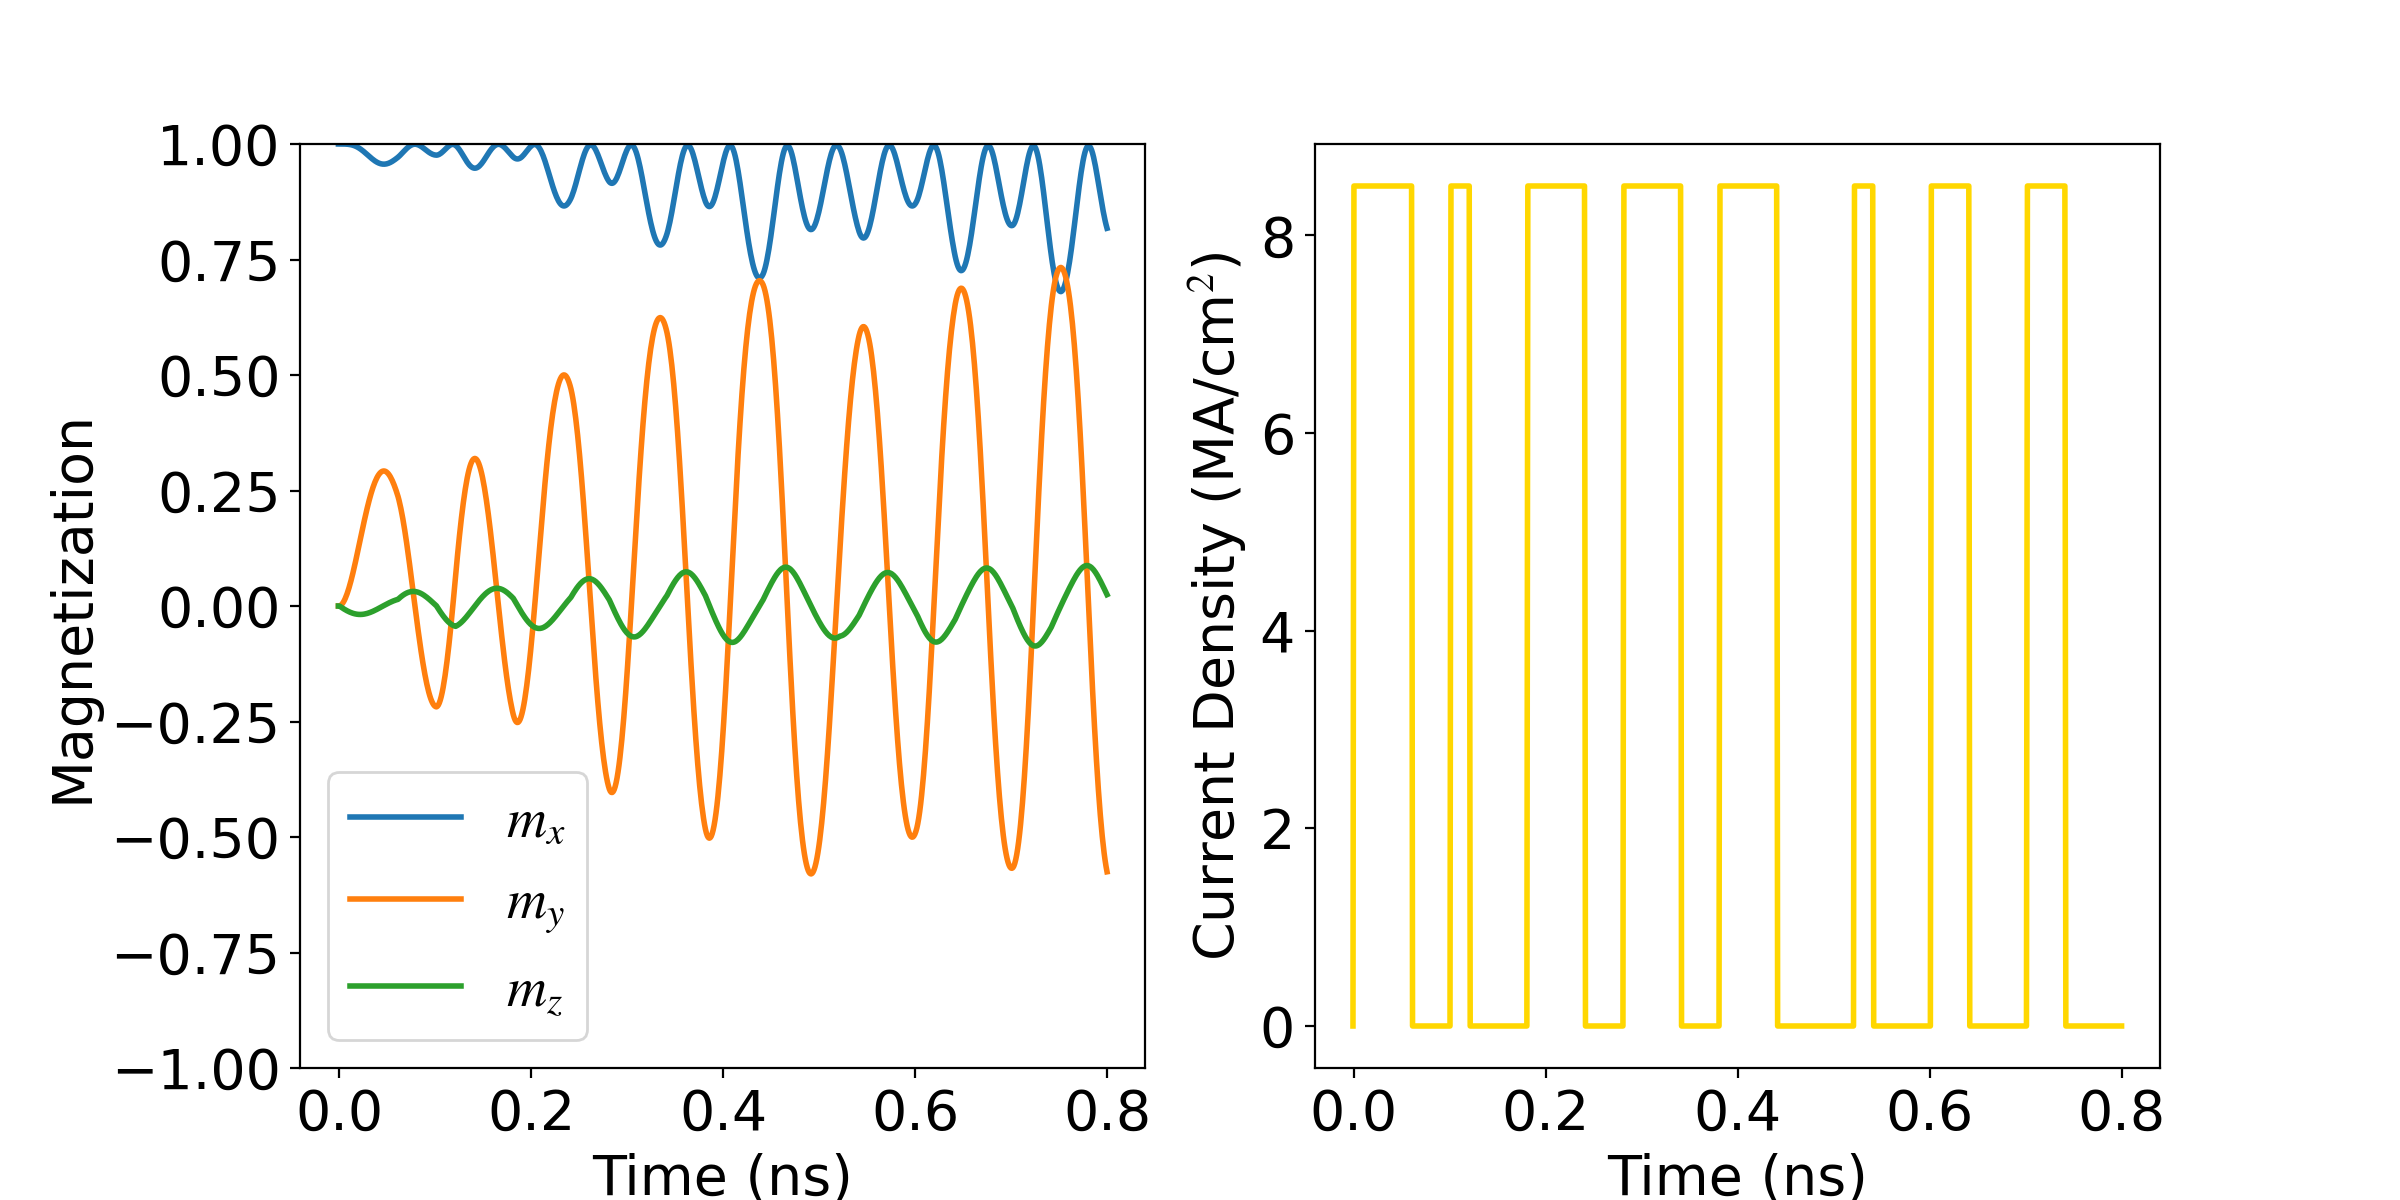 1.00
0.75
0.50
0.25
0.00
−0.25
−0.50
−0.75
−1.00
Magnetization
m_x
m_y
m_z
0.0 0.2 0.4 0.6 0.8
Time (ns)
8
6
4
2
0
Current Density (MA/cm²)
0.0 0.2 0.4 0.6 0.8
Time (ns)